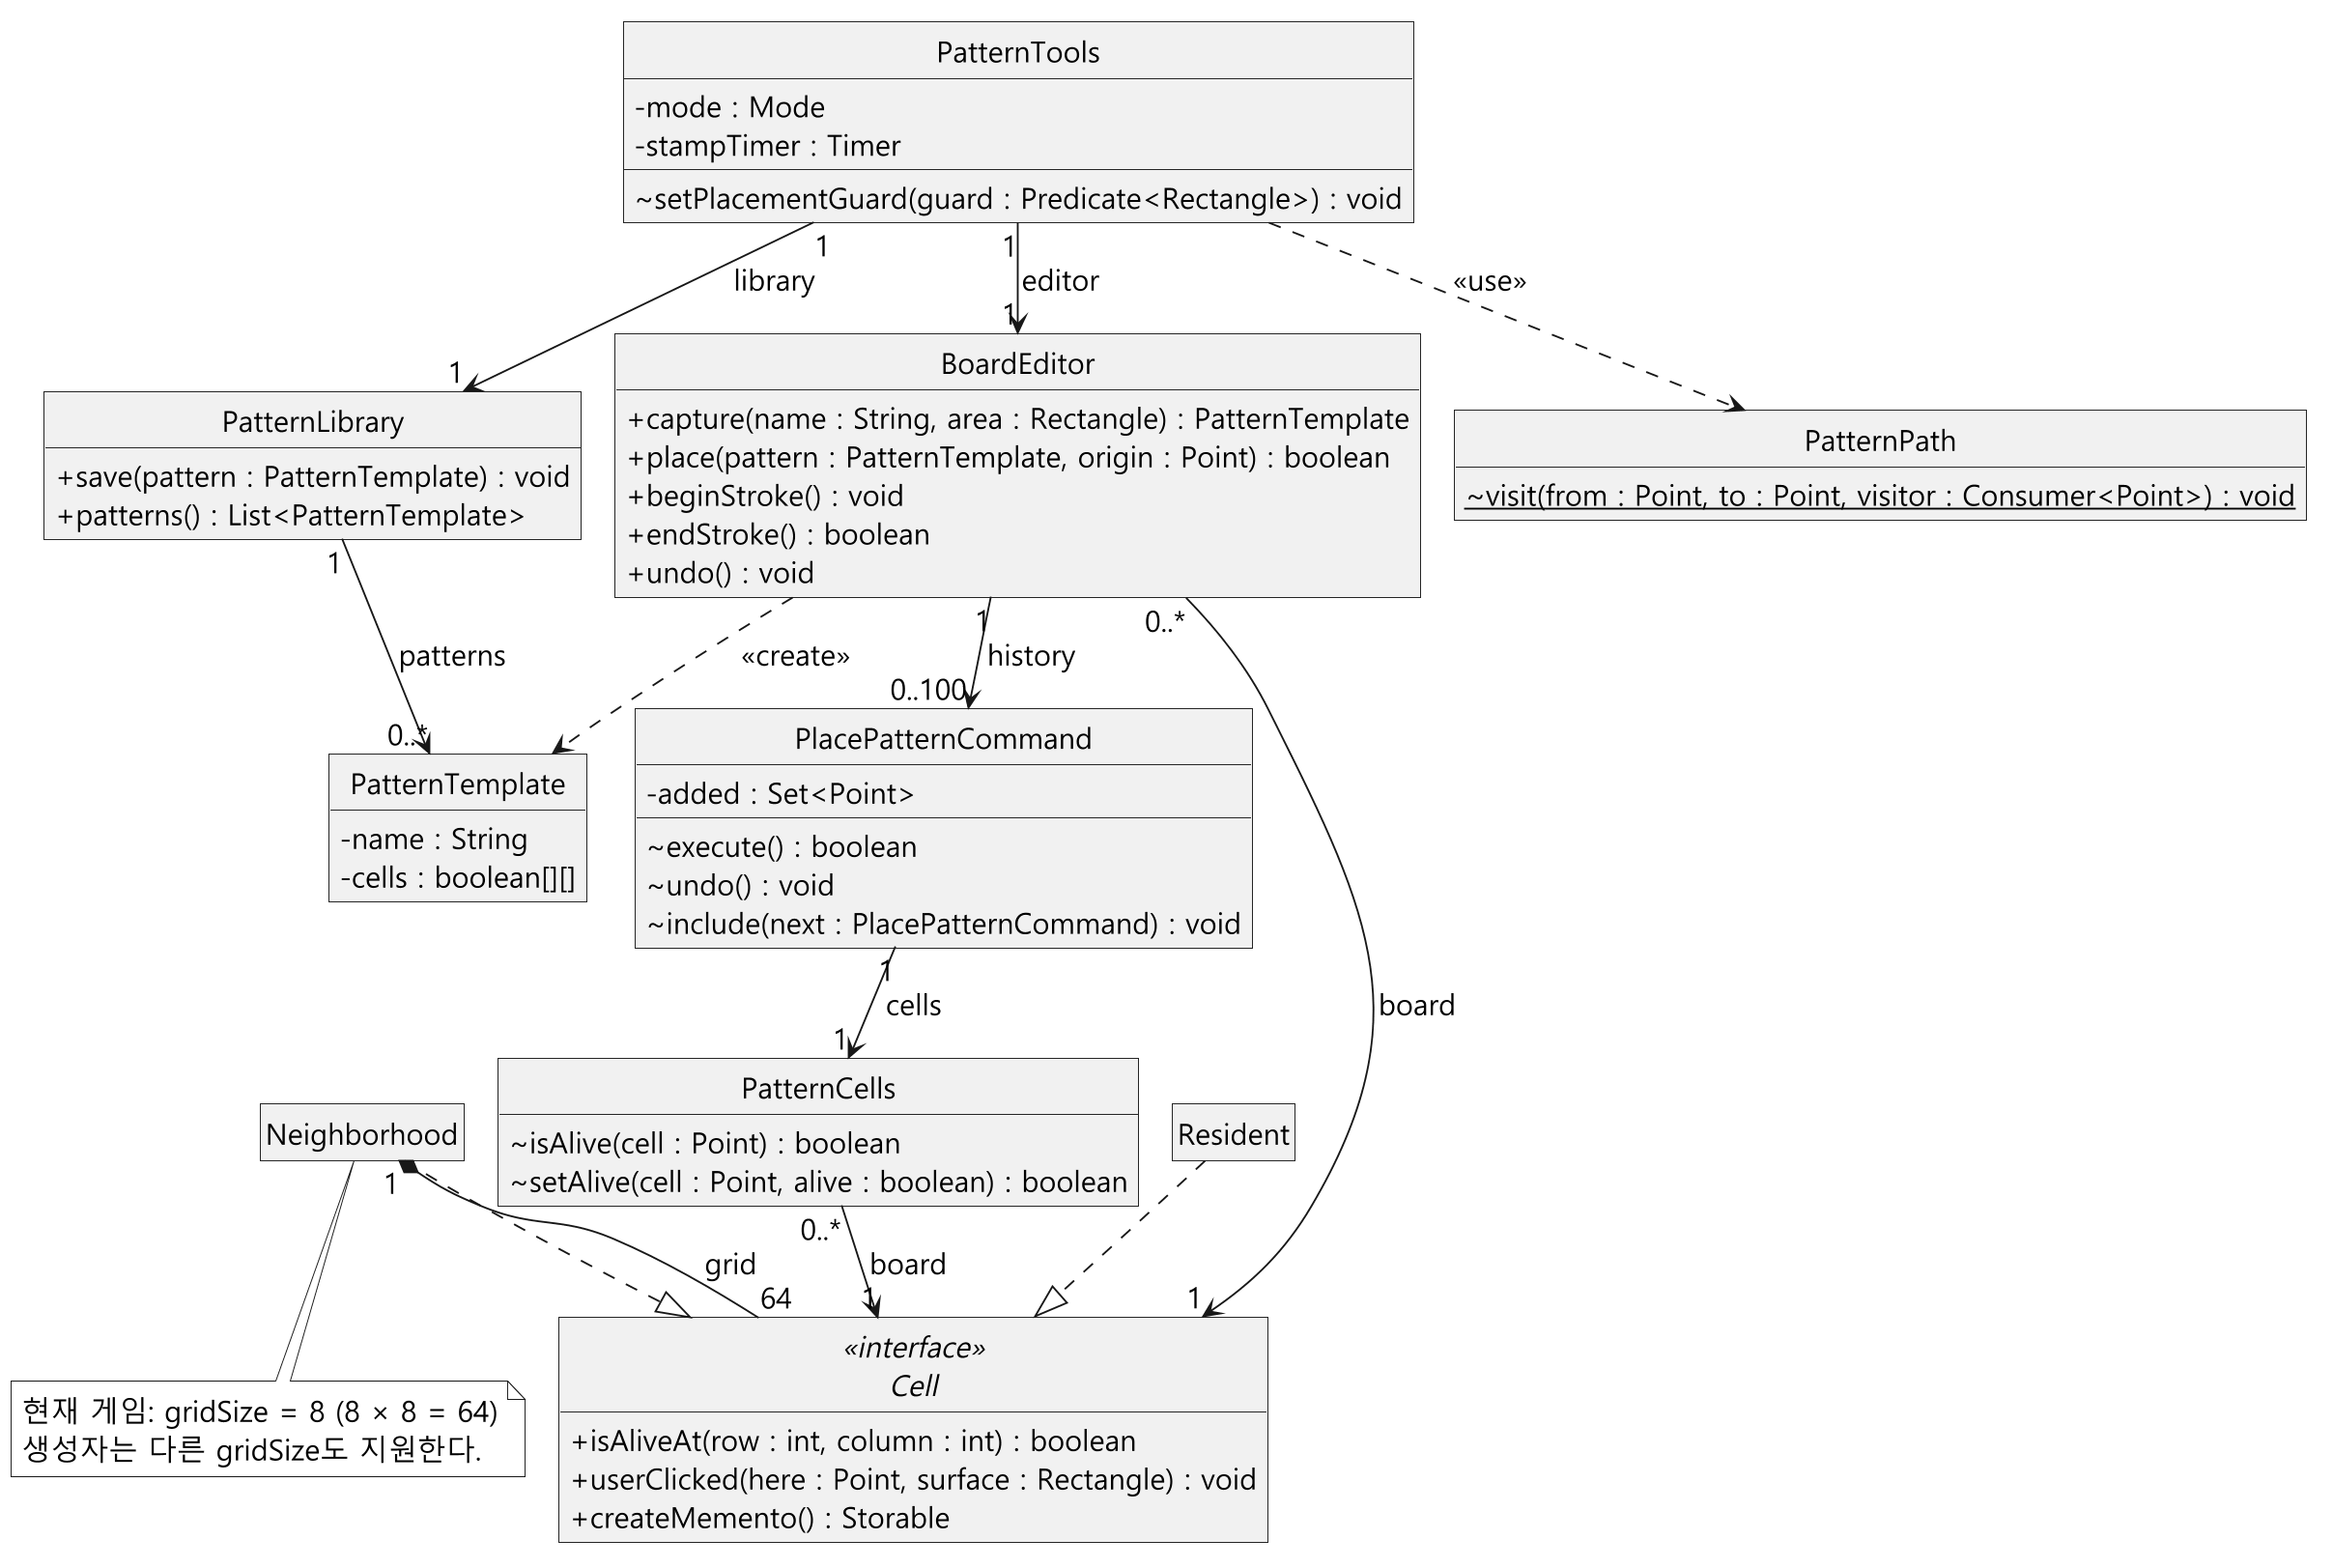 PatternTools
-mode : Mode
-stampTimer : Timer
~setPlacementGuard(guard : Predicate<Rectangle>) : void
1
1
library
editor
«use»
1
1
BoardEditor
+capture(name : String, area : Rectangle) : PatternTemplate
+place(pattern : PatternTemplate, origin : Point) : boolean
+beginStroke() : void
+endStroke() : boolean
+undo() : void
PatternLibrary
+save(pattern : PatternTemplate) : void
+patterns() : List<PatternTemplate>
PatternPath
~visit(from : Point, to : Point, visitor : Consumer<Point>) : void
1
1
0..*
patterns
«create»
history
0..*
0..100
PatternTemplate
-name : String
-cells : boolean[][]
PlacePatternCommand
-added : Set<Point>
~execute() : boolean
~undo() : void
~include(next : PlacePatternCommand) : void
1
cells
board
1
PatternCells
~isAlive(cell : Point) : boolean
~setAlive(cell : Point, alive : boolean) : boolean
Neighborhood
Resident
1
0..*
grid
board
64
1
1
«interface»
Cell
+isAliveAt(row : int, column : int) : boolean
+userClicked(here : Point, surface : Rectangle) : void
+createMemento() : Storable
현재 게임: gridSize = 8 (8 × 8 = 64)
생성자는 다른 gridSize도 지원한다.